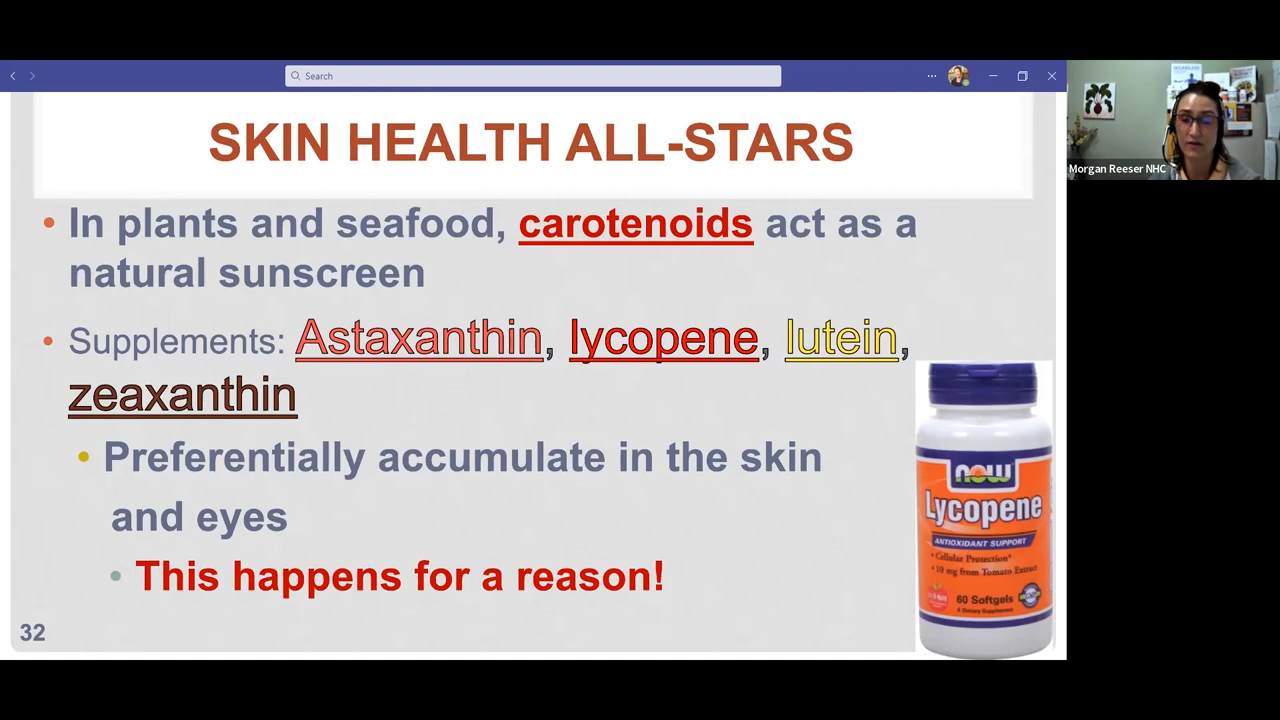 Search
SKIN HEALTH ALL-STARS
• In plants and seafood, carotenoids act as a
natural sunscreen
• Supplements: Astaxanthin, lycopene, lutein,
zeaxanthin
• Preferentially accumulate in the skin
and eyes
• This happens for a reason!
32
NOW
Lycopene
ANTIOXIDANT SUPPORT
• Cellular Protection*
• 10 mg from Tomato Extract
60 Softgels
A Dietary Supplement
Morgan Reeser NHC